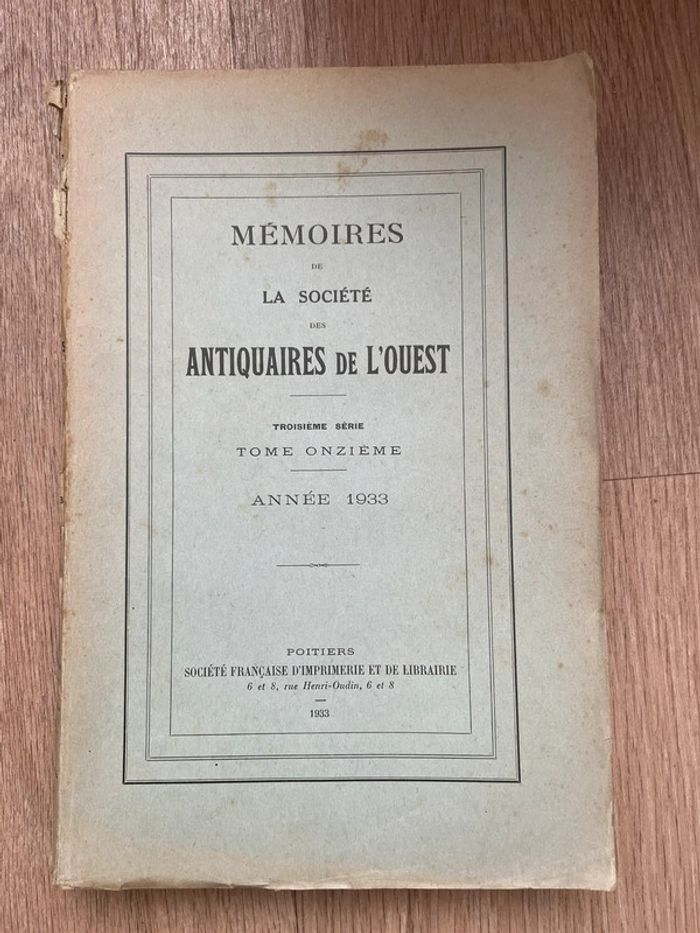 MÉMOIRES
DE
LA SOCIÉTÉ
DES
ANTIQUAIRES DE L'OUEST
TROISIÈME SÉRIE
TOME ONZIÈME
ANNÉE 1933
POITIERS
SOCIÉTÉ FRANÇAISE D'IMPRIMERIE ET DE LIBRAIRIE
6 et 8, rue Henri-Oudin, 6 et 8
1933